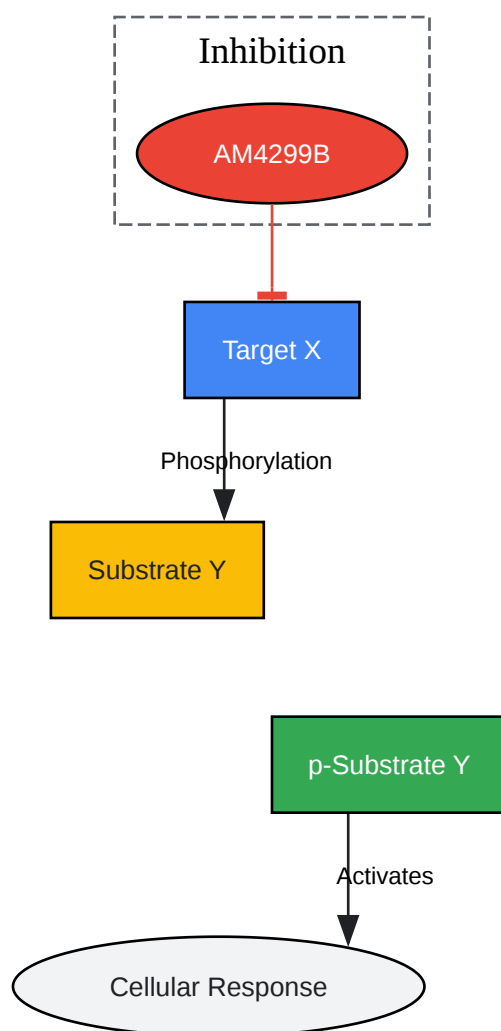 Inhibition
AM4299B
Target X
Phosphorylation
Substrate Y
p-Substrate Y
Activates
Cellular Response